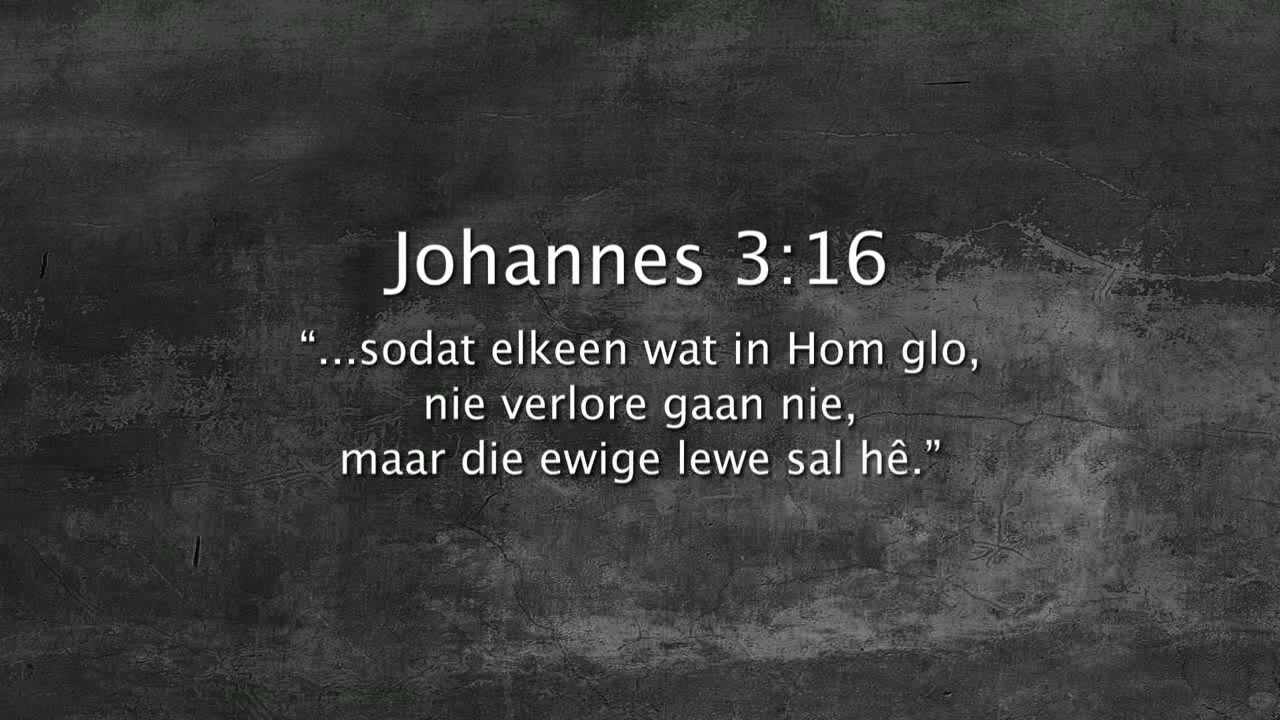 Johannes 3:16
“...sodat elkeen wat in Hom glo,
nie verlore gaan nie,
maar die ewige lewe sal hê.”